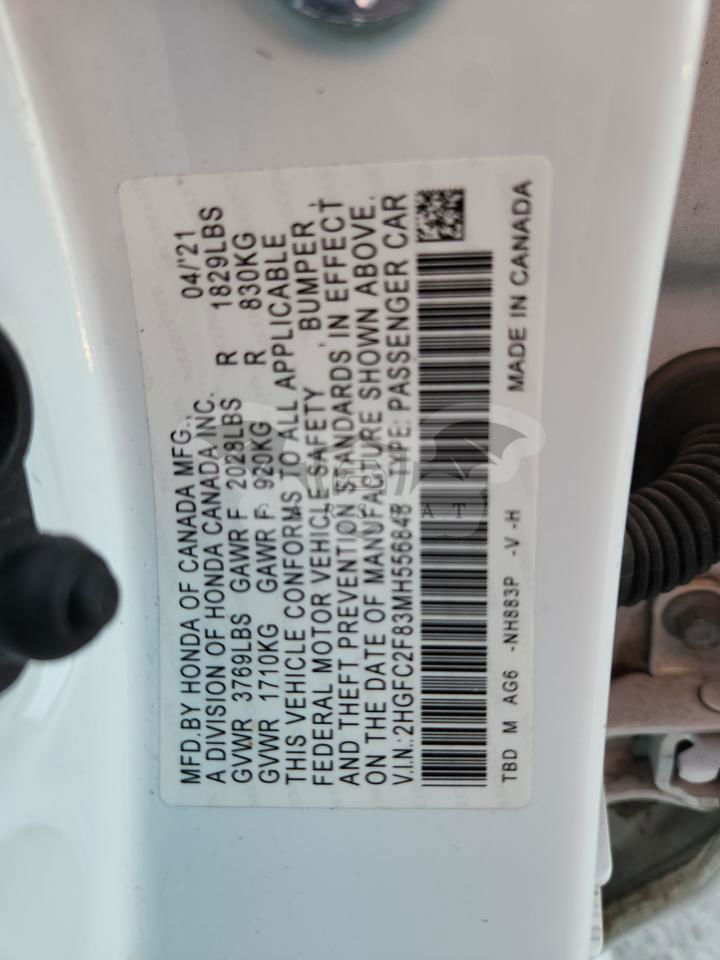 MFD.BY HONDA OF CANADA MFG., 04/'21
A DIVISION OF HONDA CANADA INC.
GVWR 3769LBS GAWR F 2028LBS R 1829LBS
GVWR 1710KG GAWR F 920KG R 830KG
THIS VEHICLE CONFORMS TO ALL APPLICABLE
FEDERAL MOTOR VEHICLE SAFETY, BUMPER,
AND THEFT PREVENTION STANDARDS IN EFFECT
ON THE DATE OF MANUFACTURE SHOWN ABOVE.
V.I.N.:2HGFC2F83MH556848 TYPE: PASSENGER CAR
TBD M AG6 -NH883P -V -H MADE IN CANADA